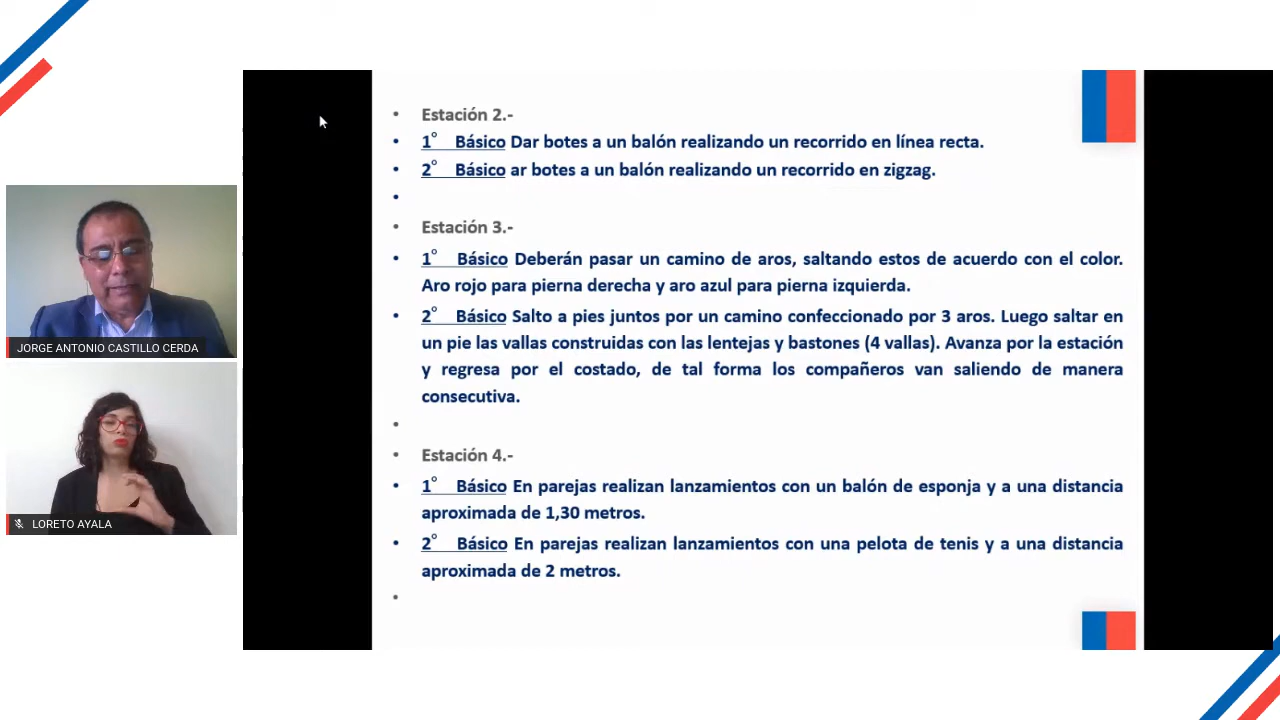 Estación 2.-
1° Básico Dar botes a un balón realizando un recorrido en línea recta.
2° Básico ar botes a un balón realizando un recorrido en zigzag.
Estación 3.-
1° Básico Deberán pasar un camino de aros, saltando estos de acuerdo con el color.
Aro rojo para pierna derecha y aro azul para pierna izquierda.
2° Básico Salto a pies juntos por un camino confeccionado por 3 aros. Luego saltar en
un pie las vallas construidas con las lentejas y bastones (4 vallas). Avanza por la estación
y regresa por el costado, de tal forma los compañeros van saliendo de manera
consecutiva.
Estación 4.-
1° Básico En parejas realizan lanzamientos con un balón de esponja y a una distancia
aproximada de 1,30 metros.
2° Básico En parejas realizan lanzamientos con una pelota de tenis y a una distancia
aproximada de 2 metros.
JORGE ANTONIO CASTILLO CERDA
LORETO AYALA